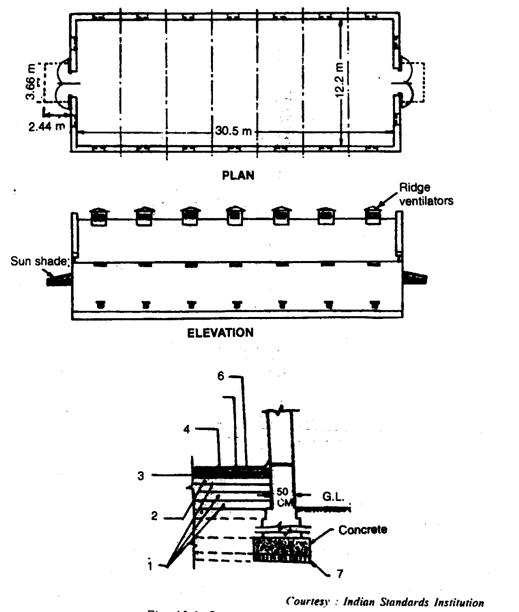 3.66 m
12.2 m
2.44 m
30.5 m
PLAN
Ridge
ventilators
Sun shade
ELEVATION
6
4
3
50
CM
G.L.
2
Concrete
1
7
Courtesy : Indian Standards Institution